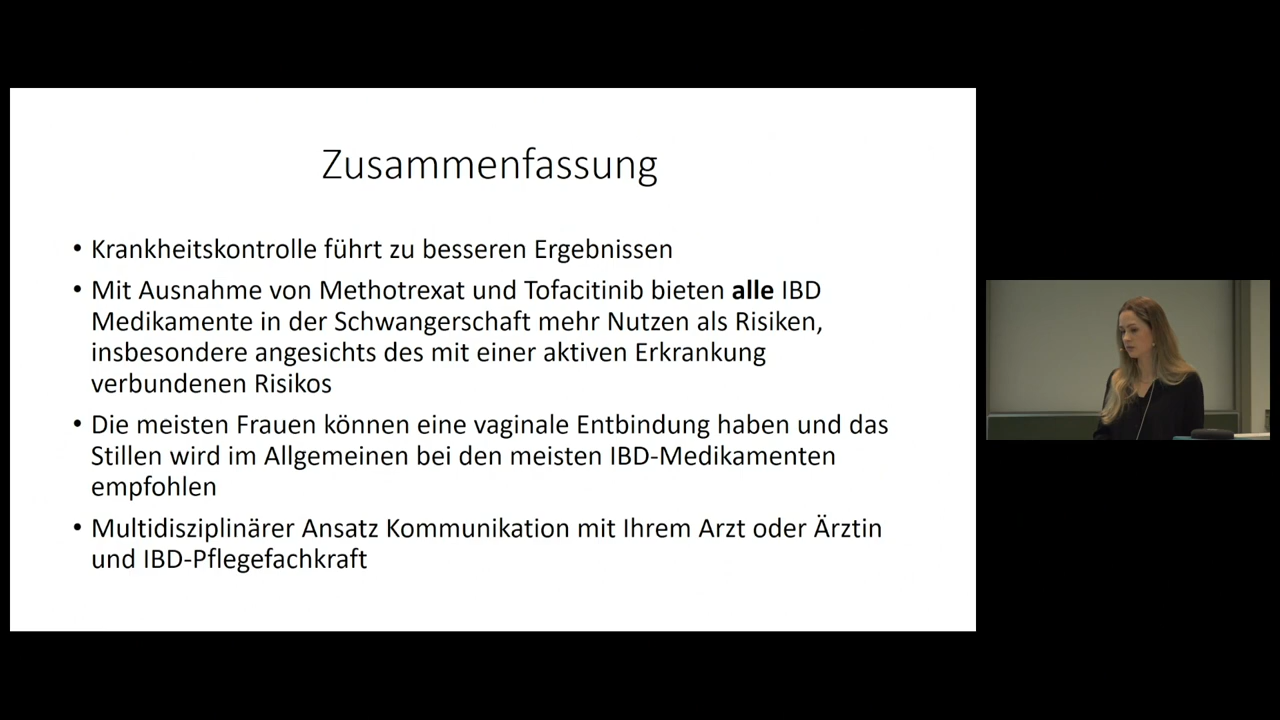 Zusammenfassung
• Krankheitskontrolle führt zu besseren Ergebnissen
• Mit Ausnahme von Methotrexat und Tofacitinib bieten alle IBD
Medikamente in der Schwangerschaft mehr Nutzen als Risiken,
insbesondere angesichts des mit einer aktiven Erkrankung
verbundenen Risikos
• Die meisten Frauen können eine vaginale Entbindung haben und das
Stillen wird im Allgemeinen bei den meisten IBD-Medikamenten
empfohlen
• Multidisziplinärer Ansatz Kommunikation mit Ihrem Arzt oder Ärztin
und IBD-Pflegefachkraft